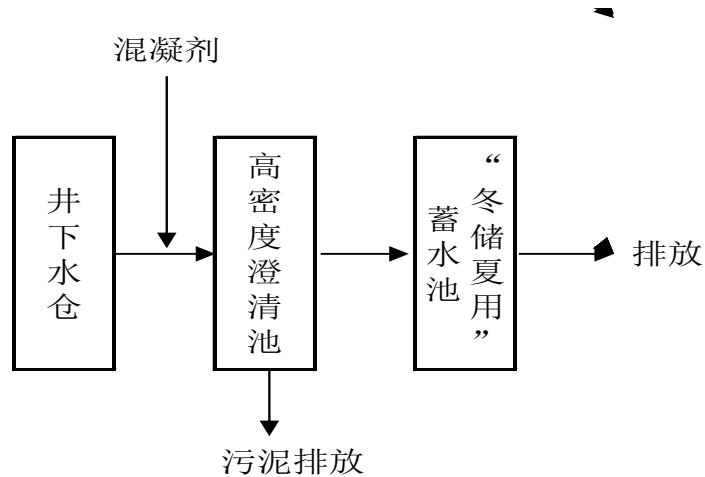 混凝剂
井下水仓
高密度澄清池
“冬储夏用”
蓄水池
排放
污泥排放